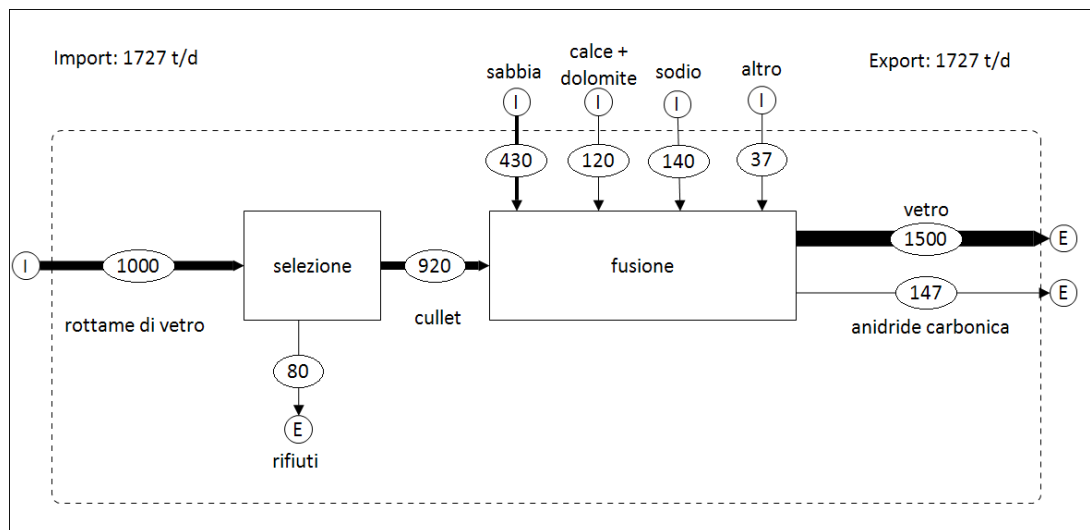 Import: 1727 t/d
Export: 1727 t/d
sabbia
calce +
dolomite
sodio
altro
I
I
I
I
430
120
140
37
I
1000
rottame di vetro
selezione
920
cullet
fusione
vetro
1500
E
147
E
anidride carbonica
80
E
rifiuti